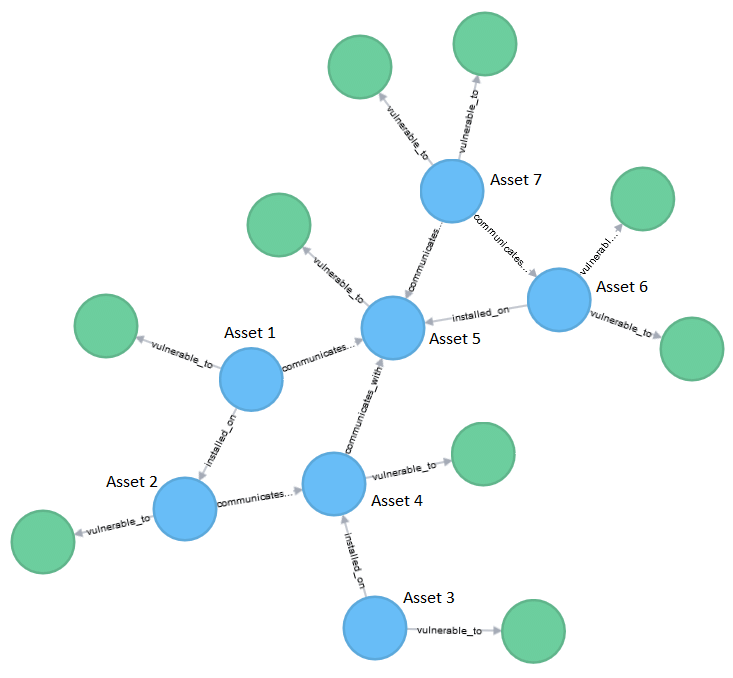 vulnerable_to
vulnerable_to
Asset 7
communicates...
communicates...
vulnerabl...
vulnerable_to
Asset 6
installed_on
vulnerable_to
Asset 5
Asset 1
vulnerable_to
communicates...
installed_on
communicates_with
Asset 2
vulnerable_to
communicates...
vulnerable_to
Asset 4
installed_on
Asset 3
vulnerable_to